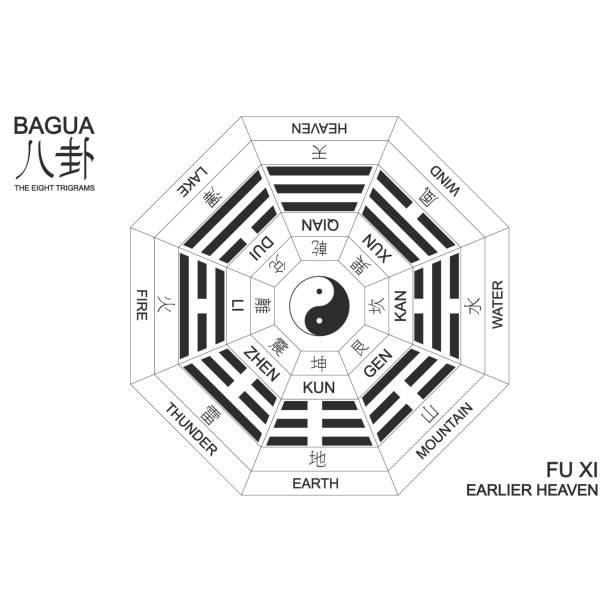 BAGUA
八卦
THE EIGHT TRIGRAMS
HEAVEN
天
QIAN
乾
WIND
風
XUN
巽
WATER
水
KAN
坎
MOUNTAIN
山
GEN
艮
EARTH
地
KUN
坤
THUNDER
雷
ZHEN
震
FIRE
火
LI
離
LAKE
澤
DUI
兌
FU XI
EARLIER HEAVEN